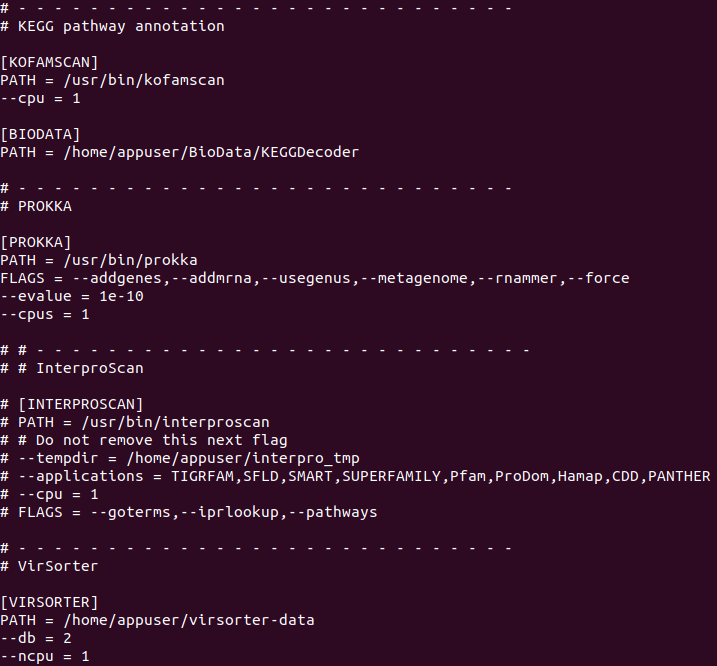 # - - - - - - - - - - - - - - - - - - - - - - - - - - - -
# KEGG pathway annotation
[KOFAMSCAN]
PATH = /usr/bin/kofamscan
--cpu = 1
[BIODATA]
PATH = /home/appuser/BioData/KEGGDecoder
# - - - - - - - - - - - - - - - - - - - - - - - - - - - -
# PROKKA
[PROKKA]
PATH = /usr/bin/prokka
FLAGS = --addgenes,--addmrna,--usegenus,--metagenome,--rnammer,--force
--evalue = 1e-10
--cpus = 1
# # - - - - - - - - - - - - - - - - - - - - - - - - - - - -
# # InterproScan
# [INTERPROSCAN]
# PATH = /usr/bin/interproscan
# # Do not remove this next flag
# --tempdir = /home/appuser/interpro_tmp
# --applications = TIGRFAM,SFLD,SMART,SUPERFAMILY,Pfam,ProDom,Hamap,CDD,PANTHER
# --cpu = 1
# FLAGS = --goterms,--iprlookup,--pathways
# - - - - - - - - - - - - - - - - - - - - - - - - - - - -
# VirSorter
[VIRSORTER]
PATH = /home/appuser/virsorter-data
--db = 2
--ncpu = 1